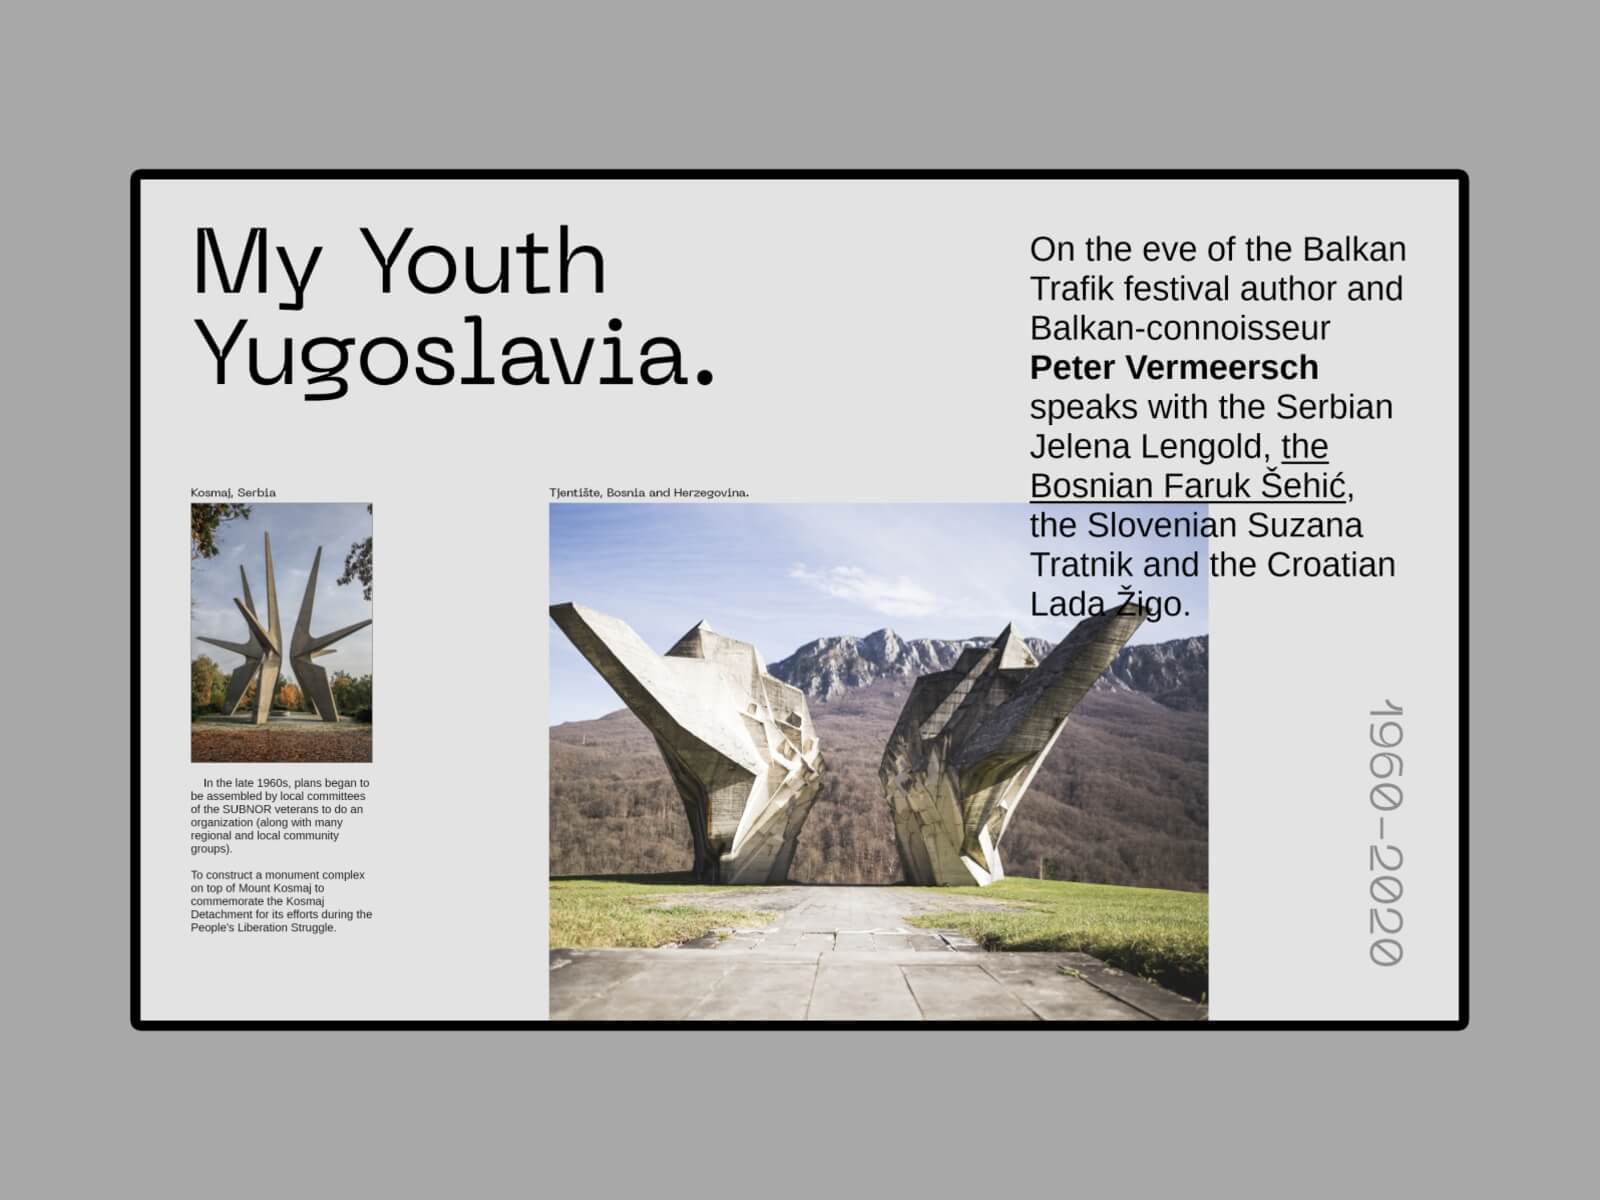 My Youth
Yugoslavia.
On the eve of the Balkan
Trafik festival author and
Balkan-connoisseur
Peter Vermeersch
speaks with the Serbian
Jelena Lengold, the
Bosnian Faruk Šehić,
the Slovenian Suzana
Tratnik and the Croatian
Lada Žigo.
Kosmaj, Serbia
In the late 1960s, plans began to
be assembled by local committees
of the SUBNOR veterans to do an
organization (along with many
regional and local community
groups).
To construct a monument complex
on top of Mount Kosmaj to
commemorate the Kosmaj
Detachment for its efforts during the
People's Liberation Struggle.
Tjentište, Bosnia and Herzegovina.
1960–2020